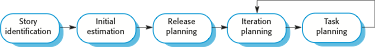 Story
identification
Initial
estimation
Release
planning
Iteration
planning
Task
planning